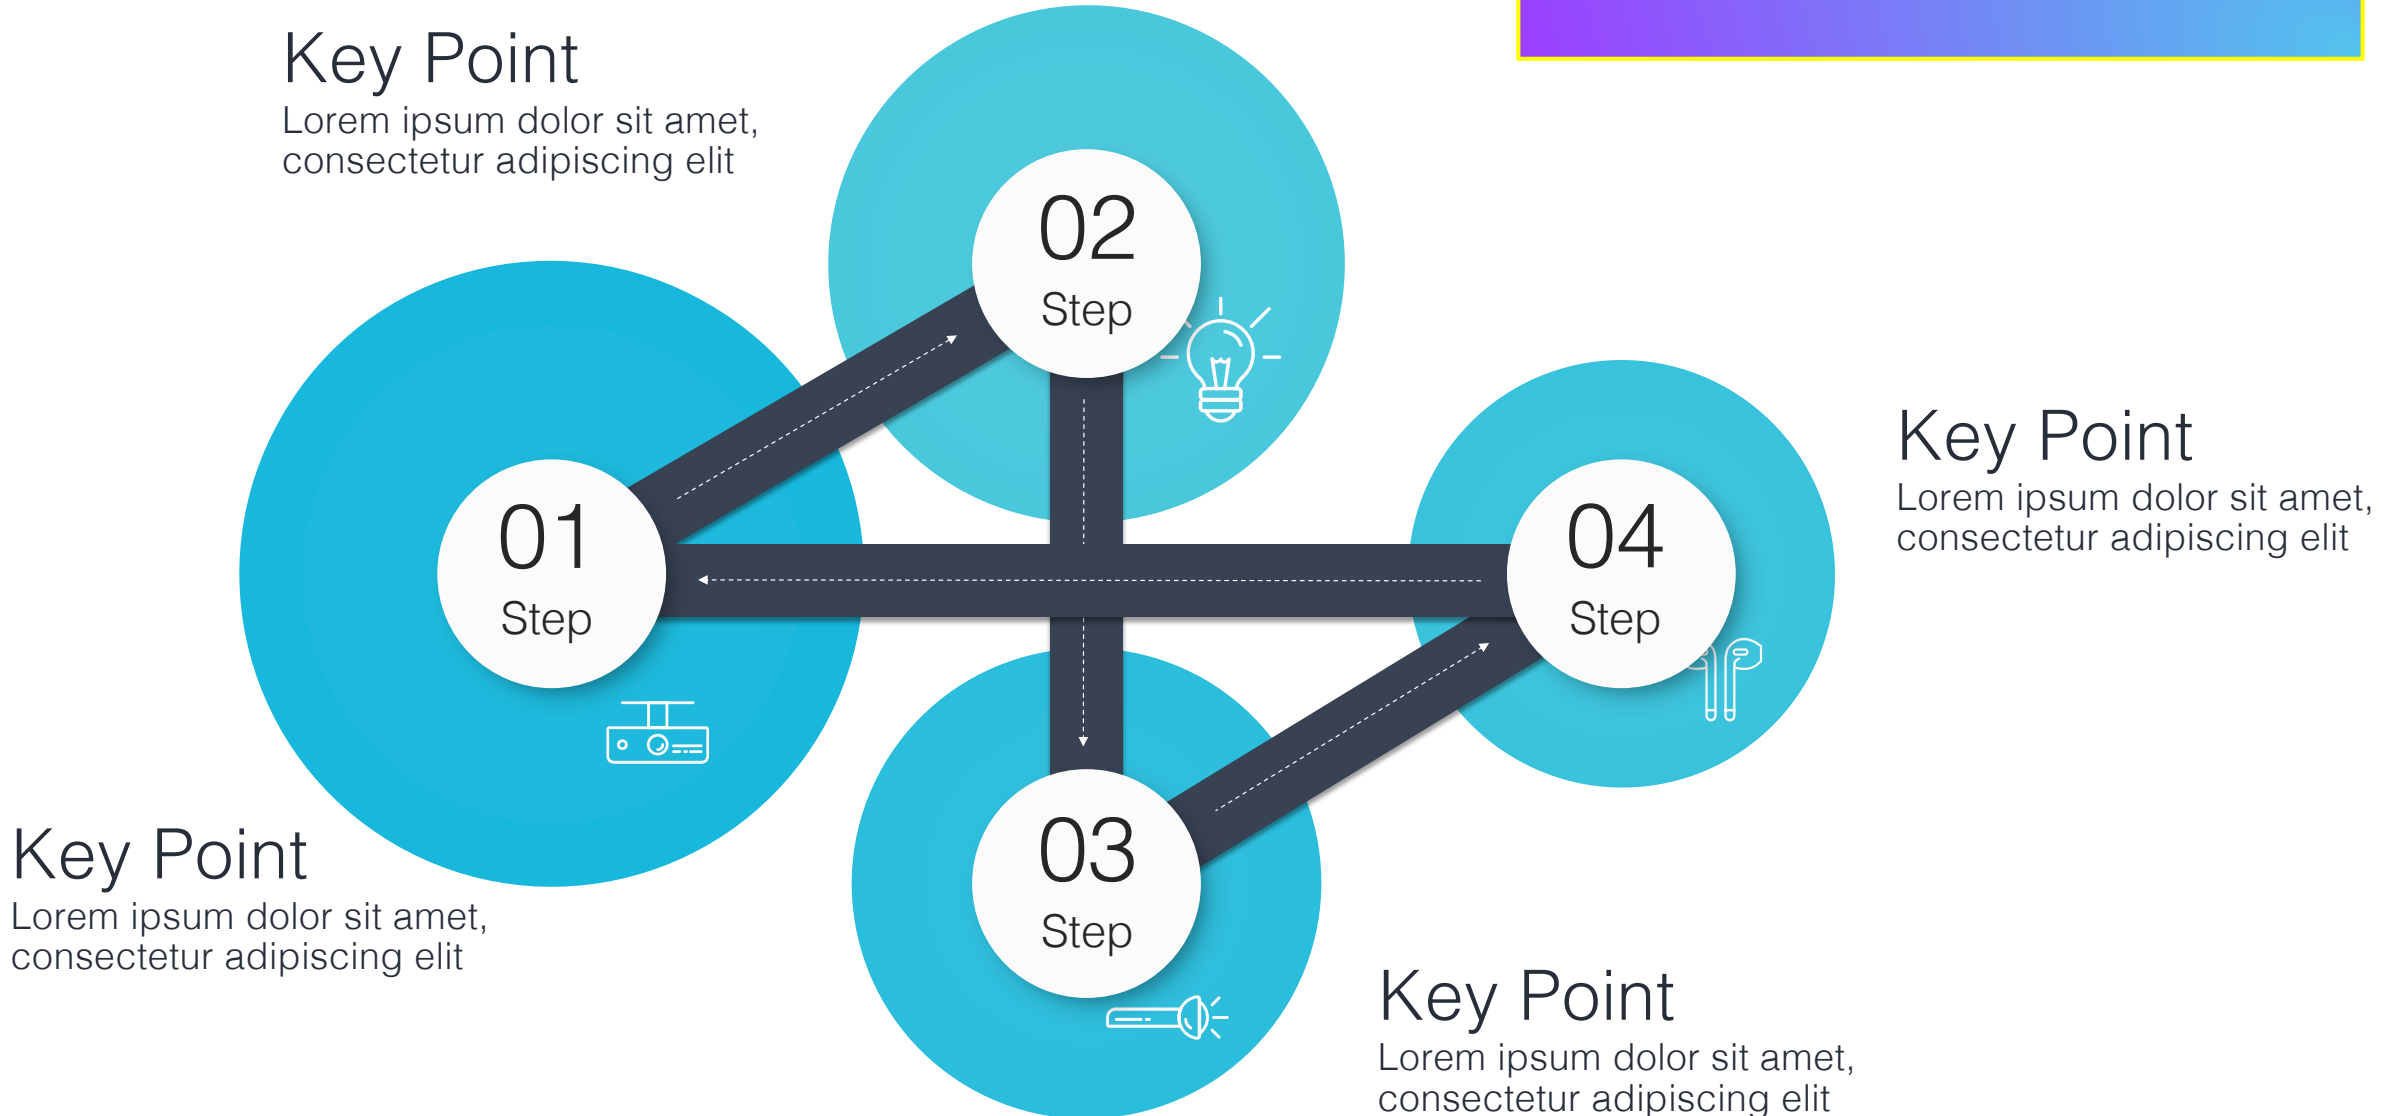 Key Point
Lorem ipsum dolor sit amet,
consectetur adipiscing elit
02
Step
01
Step
04
Step
Key Point
Lorem ipsum dolor sit amet,
consectetur adipiscing elit
Key Point
Lorem ipsum dolor sit amet,
consectetur adipiscing elit
03
Step
Key Point
Lorem ipsum dolor sit amet,
consectetur adipiscing elit